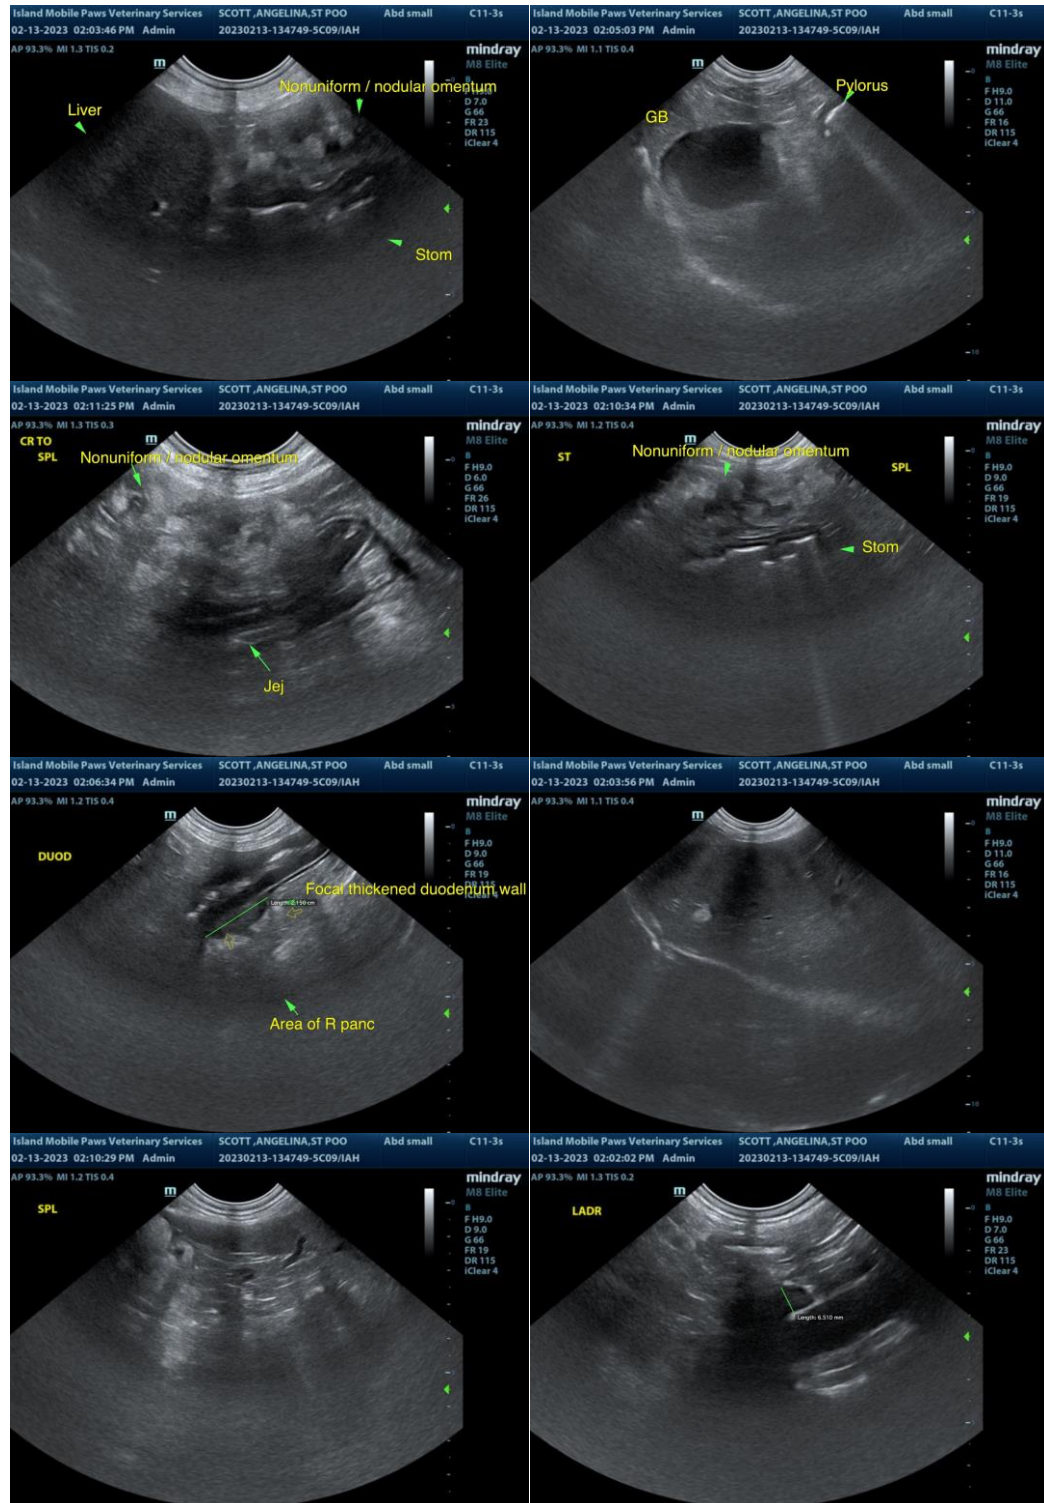 Island Mobile Paws Veterinary Services SCOTT ,ANGELINA,ST POO Abd small C11-3s
02-13-2023 02:03:46 PM Admin 20230213-134749-5C09/IAH
AP 93.3% MI 1.3 TIS 0.2
mindray
M8 Elite
m
B
Nonuniform / nodular omentum
D 7.0
G 66
FR 23
DR 115
iClear 4
Liver
Stom
Island Mobile Paws Veterinary Services SCOTT ,ANGELINA,ST POO Abd small C11-3s
02-13-2023 02:05:03 PM Admin 20230213-134749-5C09/IAH
AP 93.3% MI 1.1 TIS 0.4
mindray
M8 Elite
m
B
F H9.0
D 11.0
G 66
FR 16
DR 115
iClear 4
Pylorus
GB
10
Island Mobile Paws Veterinary Services SCOTT ,ANGELINA,ST POO Abd small C11-3s
02-13-2023 02:11:25 PM Admin 20230213-134749-5C09/IAH
AP 93.3% MI 1.3 TIS 0.3
mindray
M8 Elite
CR TO
SPL
m
B
F H9.0
D 6.0
G 66
FR 26
DR 115
iClear 4
Nonuniform / nodular omentum
Jej
Island Mobile Paws Veterinary Services SCOTT ,ANGELINA,ST POO Abd small C11-3s
02-13-2023 02:10:34 PM Admin 20230213-134749-5C09/IAH
AP 93.3% MI 1.2 TIS 0.4
mindray
M8 Elite
m
B
F H9.0
D 9.0
G 66
FR 19
DR 115
iClear 4
Nonuniform / nodular omentum
ST
SPL
Stom
Island Mobile Paws Veterinary Services SCOTT ,ANGELINA,ST POO Abd small C11-3s
02-13-2023 02:06:34 PM Admin 20230213-134749-5C09/IAH
AP 93.3% MI 1.2 TIS 0.4
mindray
M8 Elite
m
B
F H9.0
D 9.0
G 66
FR 19
iClear 4
DUOD
Focal thickened duodenum wall
Area of R panc
Island Mobile Paws Veterinary Services SCOTT ,ANGELINA,ST POO Abd small C11-3s
02-13-2023 02:03:56 PM Admin 20230213-134749-5C09/IAH
AP 93.3% MI 1.1 TIS 0.4
mindray
M8 Elite
m
B
F H9.0
D 11.0
G 66
FR 16
DR 115
iClear 4
10
Island Mobile Paws Veterinary Services SCOTT ,ANGELINA,ST POO Abd small C11-3s
02-13-2023 02:10:29 PM Admin 20230213-134749-5C09/IAH
AP 93.3% MI 1.2 TIS 0.4
mindray
M8 Elite
m
B
F H9.0
D 9.0
G 66
FR 19
DR 115
iClear 4
SPL
Island Mobile Paws Veterinary Services SCOTT ,ANGELINA,ST POO Abd small C11-3s
02-13-2023 02:02:02 PM Admin 20230213-134749-5C09/IAH
AP 93.3% MI 1.3 TIS 0.2
mindray
M8 Elite
m
B
F H9.0
D 7.0
G 66
FR 23
DR 115
iClear 4
LADR
Length: 6.510 mm